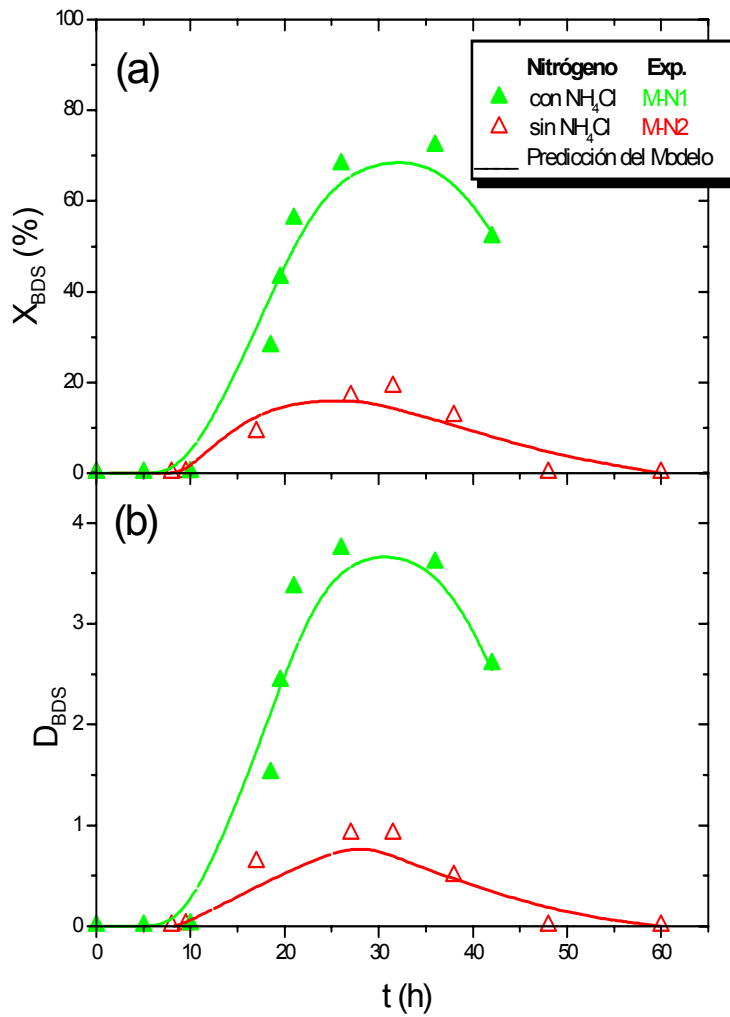 (a)
Nitrógeno Exp.
con NH4Cl M-N1
sin NH4Cl M-N2
Predicción del Modelo
100
80
60
40
20
0
XBDS (%)
(b)
4
3
2
1
0
DBDS
0 10 20 30 40 50 60
t (h)